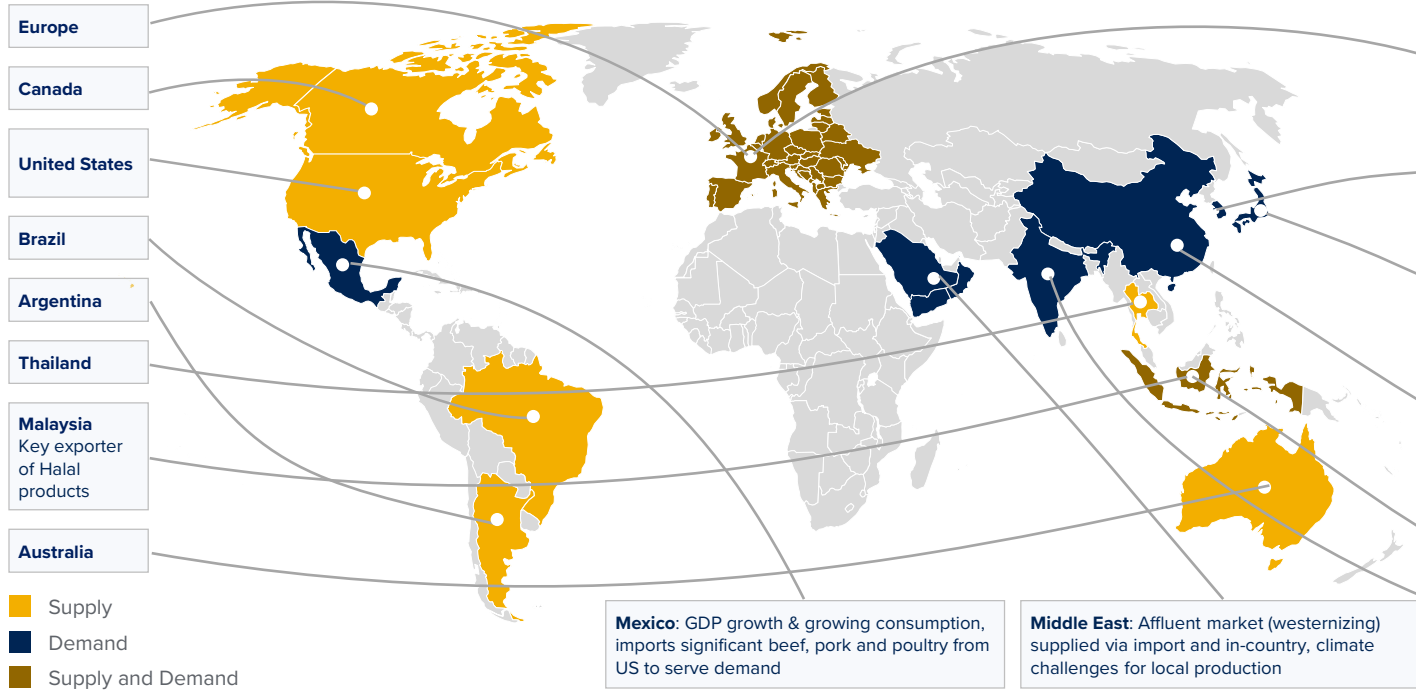 Europe
Canada
United States
Brazil
Argentina
Thailand
Malaysia
Key exporter
of Halal
products
Australia
Supply
Demand
Supply and Demand
Mexico: GDP growth & growing consumption,
imports significant beef, pork and poultry from
US to serve demand
Middle East: Affluent market (westernizing)
supplied via import and in-country, climate
challenges for local production